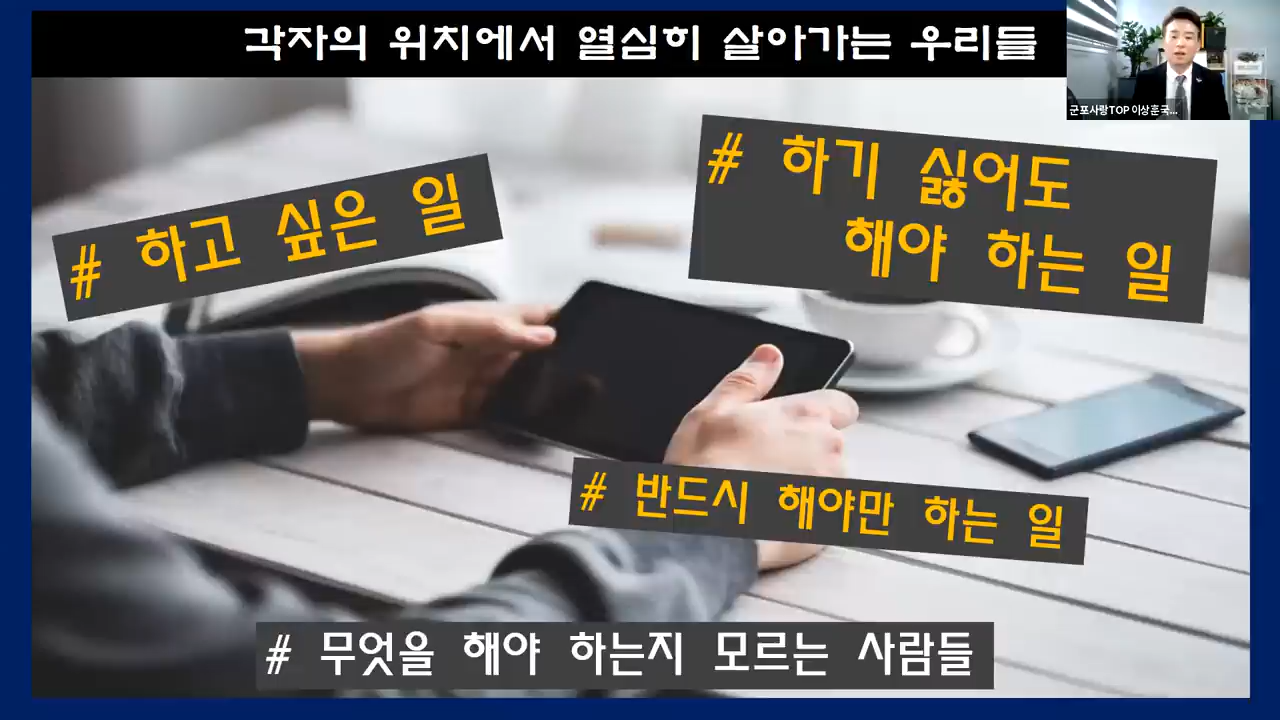 각자의 위치에서 열심히 살아가는 우리들
군포사랑TOP 이상훈국...
# 하고 싶은 일
# 하기 싫어도
해야 하는 일
# 반드시 해야만 하는 일
# 무엇을 해야 하는지 모르는 사람들